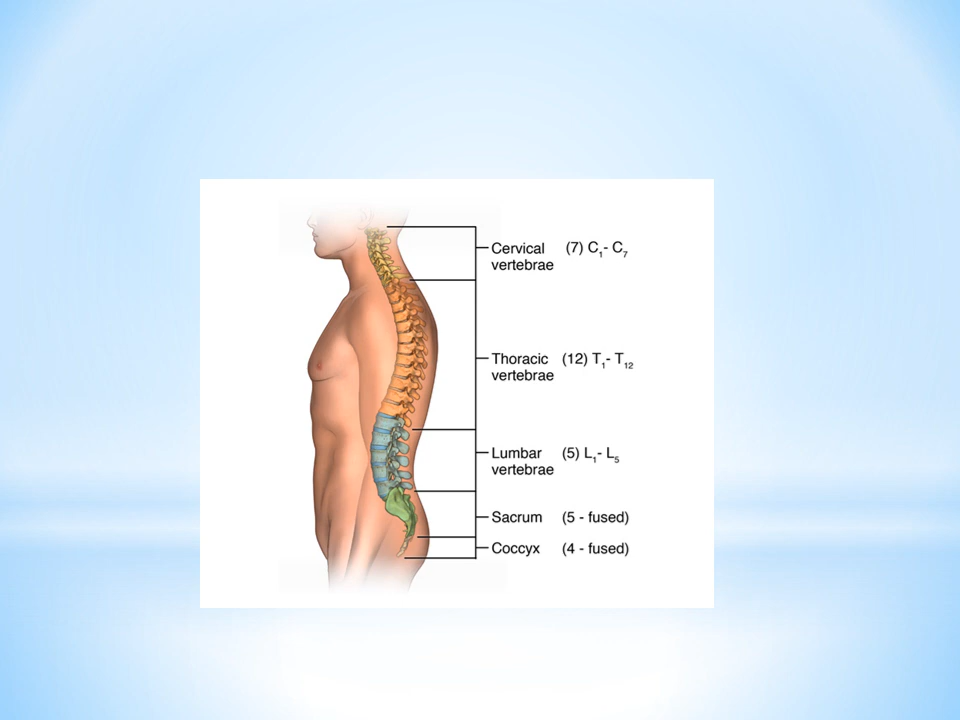 Cervical (7) C₁- C₇
vertebrae
Thoracic (12) T₁- T₁₂
vertebrae
Lumbar (5) L₁- L₅
vertebrae
Sacrum (5 - fused)
Coccyx (4 - fused)